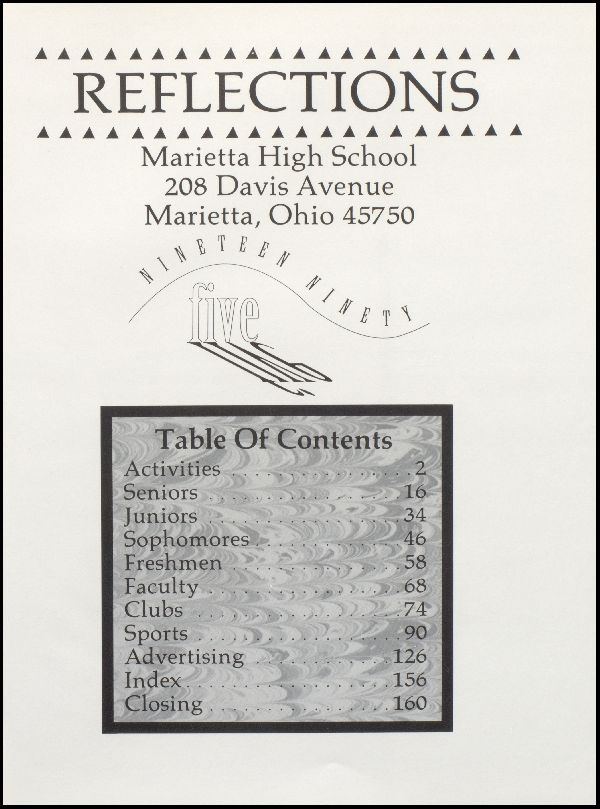 REFLECTIONS
Marietta High School
208 Davis Avenue
Marietta, Ohio 45750
NINETEEN NINETY
five
Table Of Contents
Activities . . . . . . . . . . . . . . . . . . 2
Seniors . . . . . . . . . . . . . . . . . . 16
Juniors . . . . . . . . . . . . . . . . . . 34
Sophomores . . . . . . . . . . . . . 46
Freshmen . . . . . . . . . . . . . . . 58
Faculty . . . . . . . . . . . . . . . . . . 68
Clubs . . . . . . . . . . . . . . . . . . . 74
Sports . . . . . . . . . . . . . . . . . . 90
Advertising . . . . . . . . . . . . . 126
Index . . . . . . . . . . . . . . . . . . 156
Closing . . . . . . . . . . . . . . . . 160